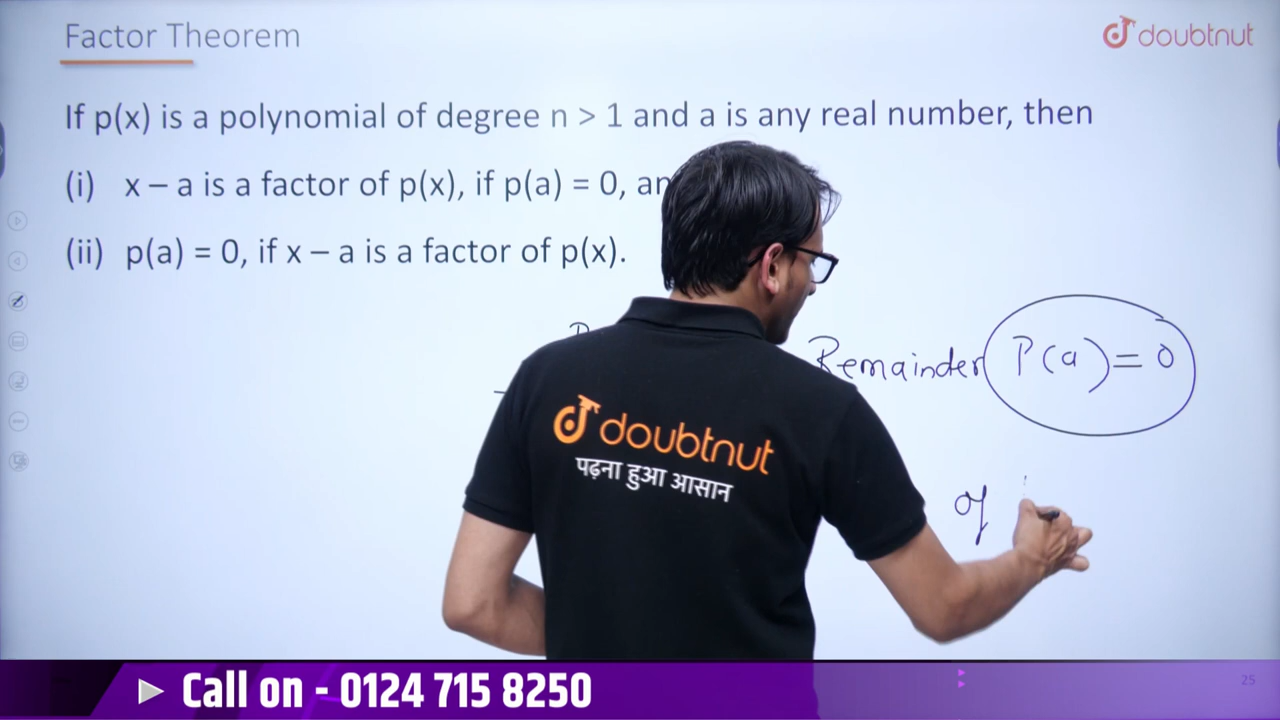 Factor Theorem
doubtnut
If p(x) is a polynomial of degree n > 1 and a is any real number, then
(i) x – a is a factor of p(x), if p(a) = 0,
(ii) p(a) = 0, if x – a is a factor of p(x).
Remainder P(a) = 0
doubtnut
पढ़ना हुआ आसान
of
Call on - 0124 715 8250
25